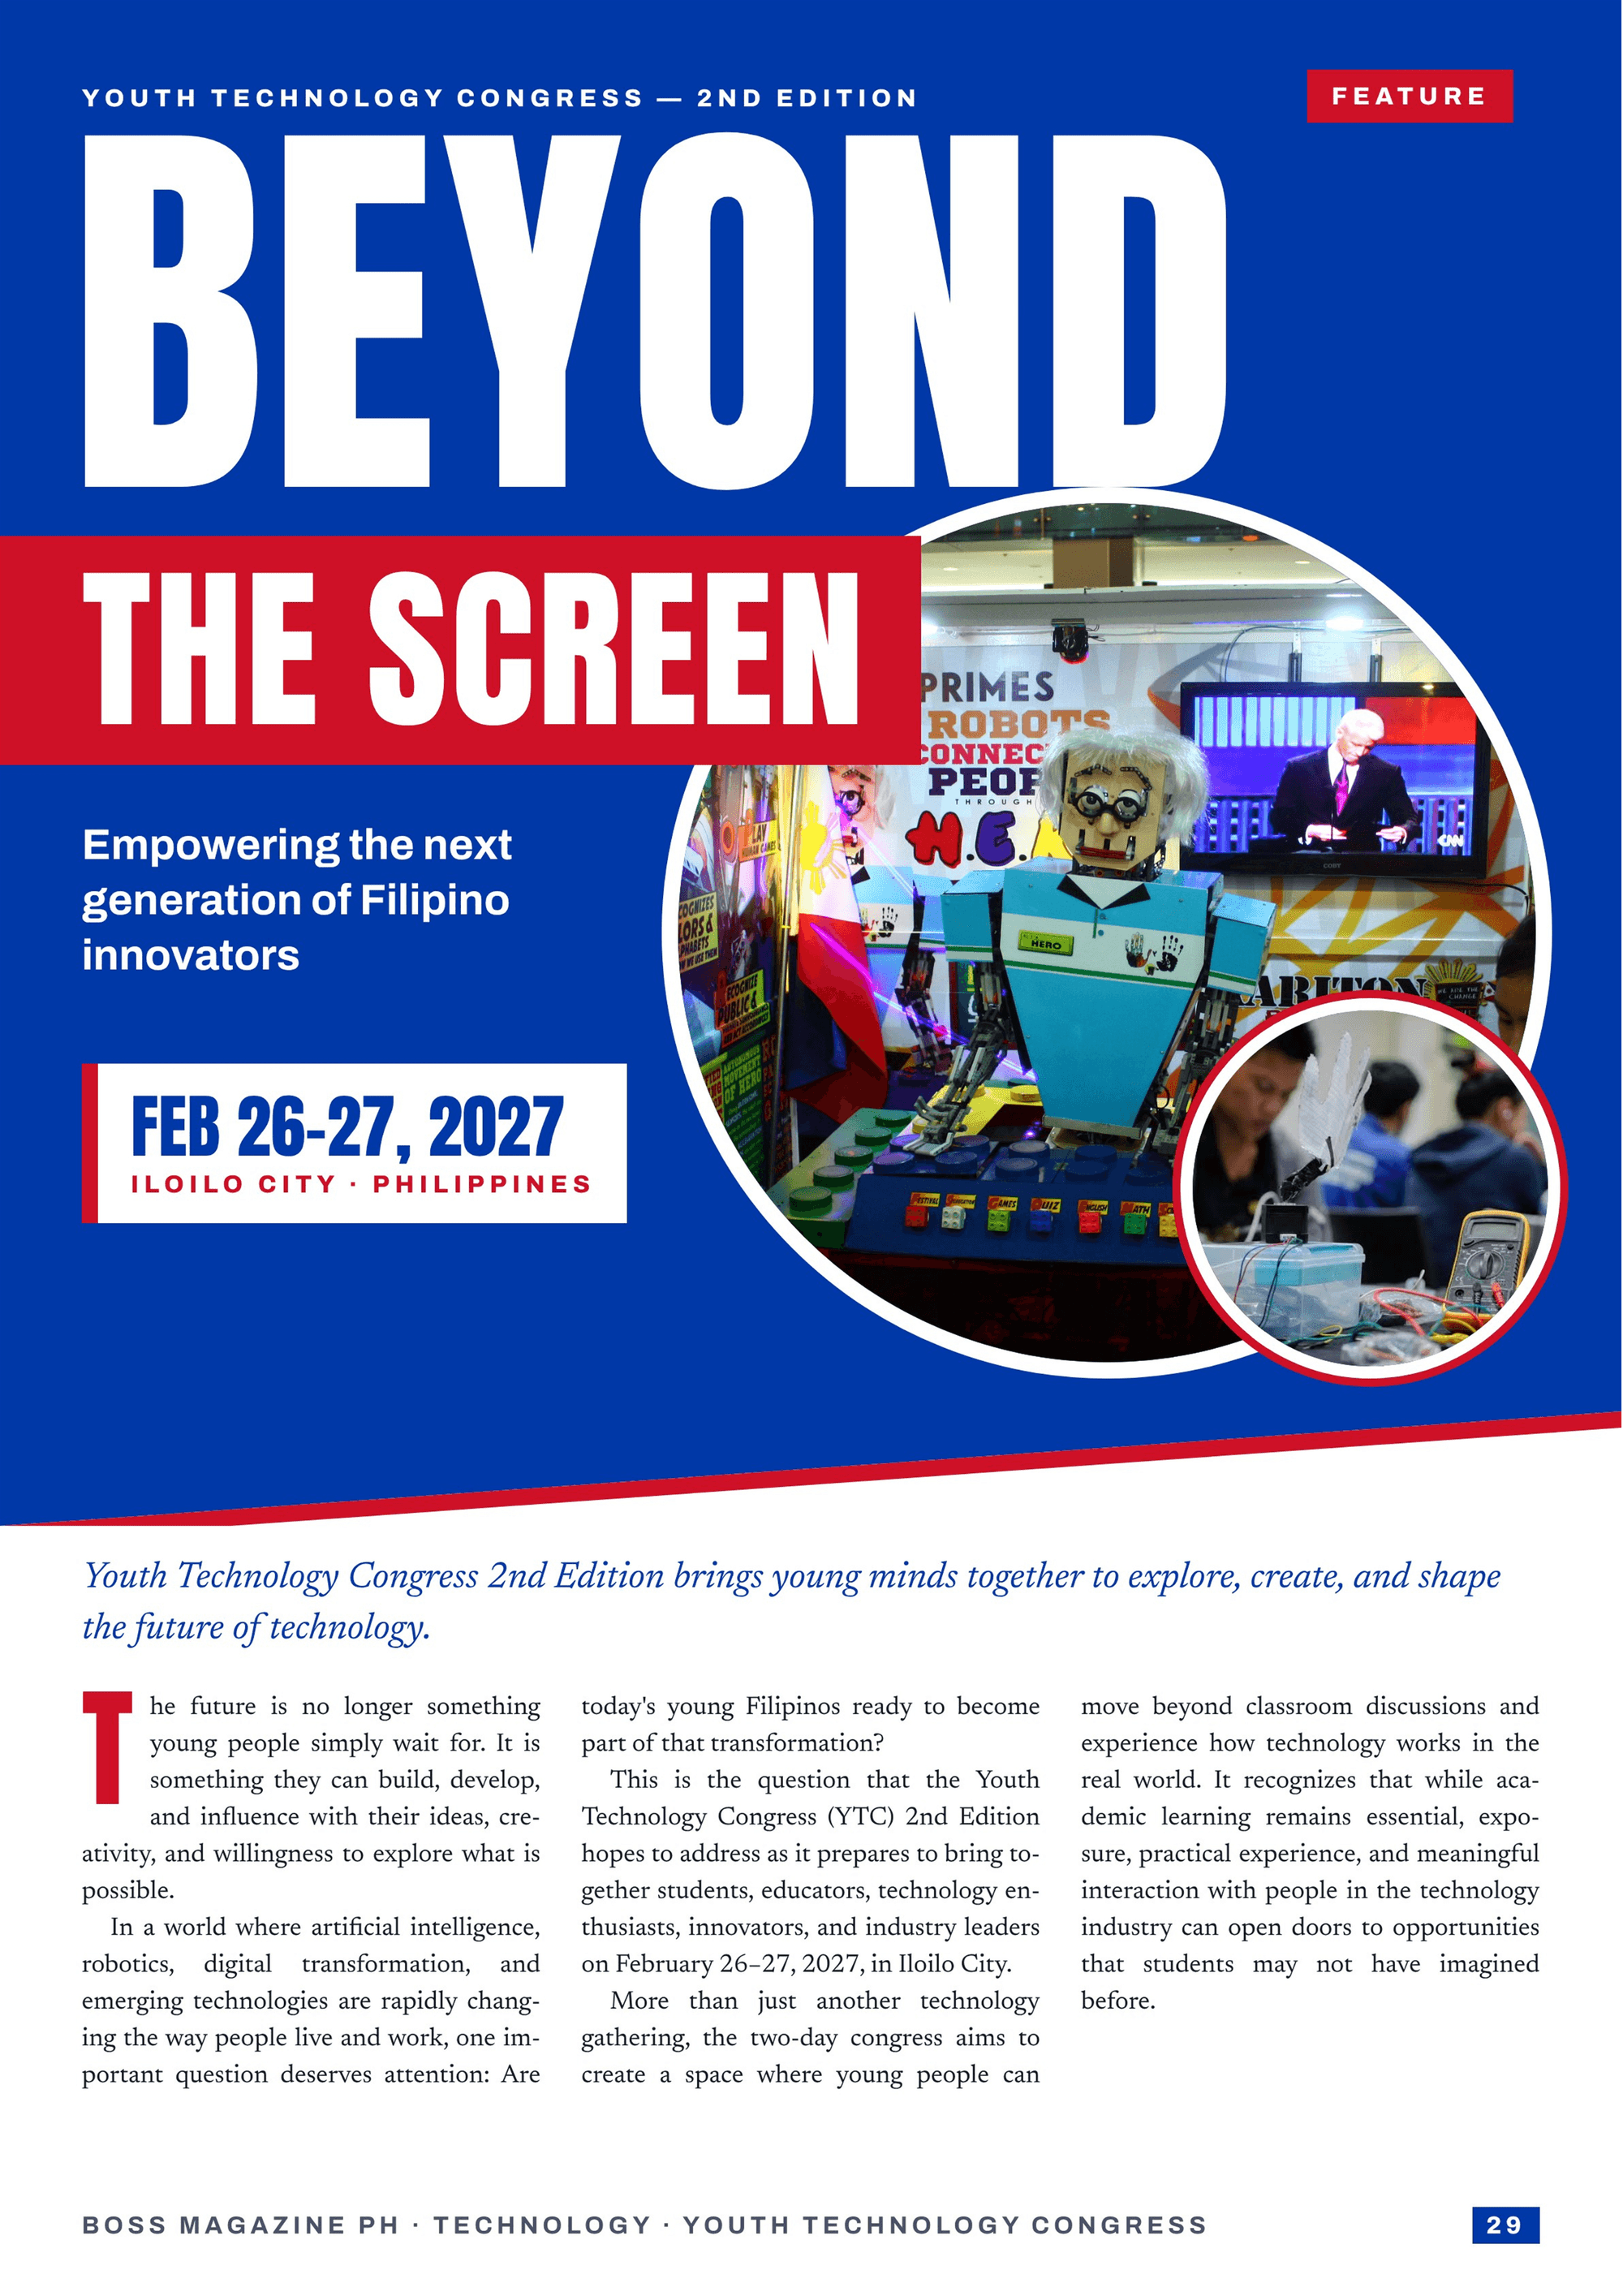 YOUTH TECHNOLOGY CONGRESS — 2ND EDITION
FEATURE
BEYOND
THE SCREEN
Empowering the next
generation of Filipino
innovators
FEB 26-27, 2027
ILOILO CITY · PHILIPPINES
PRIMES
ROBOTS
PEOP
THROUGH
H.E.
CNN
HERO
FESTIVAL
GAMES
QUIZ
ENGLISH
MATH
Youth Technology Congress 2nd Edition brings young minds together to explore, create, and shape
the future of technology.
The future is no longer something
young people simply wait for. It is
something they can build, develop,
and influence with their ideas, cre-
ativity, and willingness to explore what is
possible.
In a world where artificial intelligence,
robotics, digital transformation, and
emerging technologies are rapidly chang-
ing the way people live and work, one im-
portant question deserves attention: Are
today's young Filipinos ready to become
part of that transformation?
This is the question that the Youth
Technology Congress (YTC) 2nd Edition
hopes to address as it prepares to bring to-
gether students, educators, technology en-
thusiasts, innovators, and industry leaders
on February 26–27, 2027, in Iloilo City.
More than just another technology
gathering, the two-day congress aims to
create a space where young people can
move beyond classroom discussions and
experience how technology works in the
real world. It recognizes that while aca-
demic learning remains essential, expo-
sure, practical experience, and meaningful
interaction with people in the technology
industry can open doors to opportunities
that students may not have imagined
before.
BOSS MAGAZINE PH · TECHNOLOGY · YOUTH TECHNOLOGY CONGRESS
29